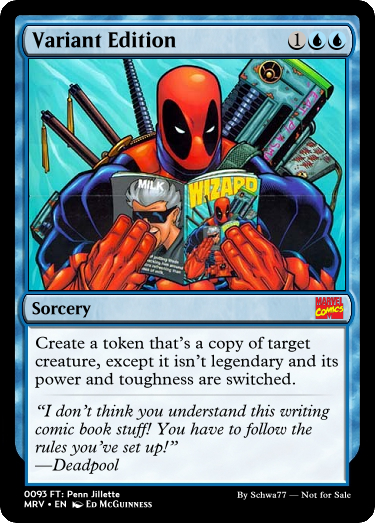 Variant Edition
1
MILK
WIZARD
Sorcery
MARVEL
COMICS
Create a token that's a copy of target
creature, except it isn't legendary and its
power and toughness are switched.
“I don't think you understand this writing
comic book stuff! You have to follow the
rules you've set up!”
—Deadpool
0093 FT: Penn Jillette
MRV • EN Ed McGuinness
By Schwa77 — Not for Sale